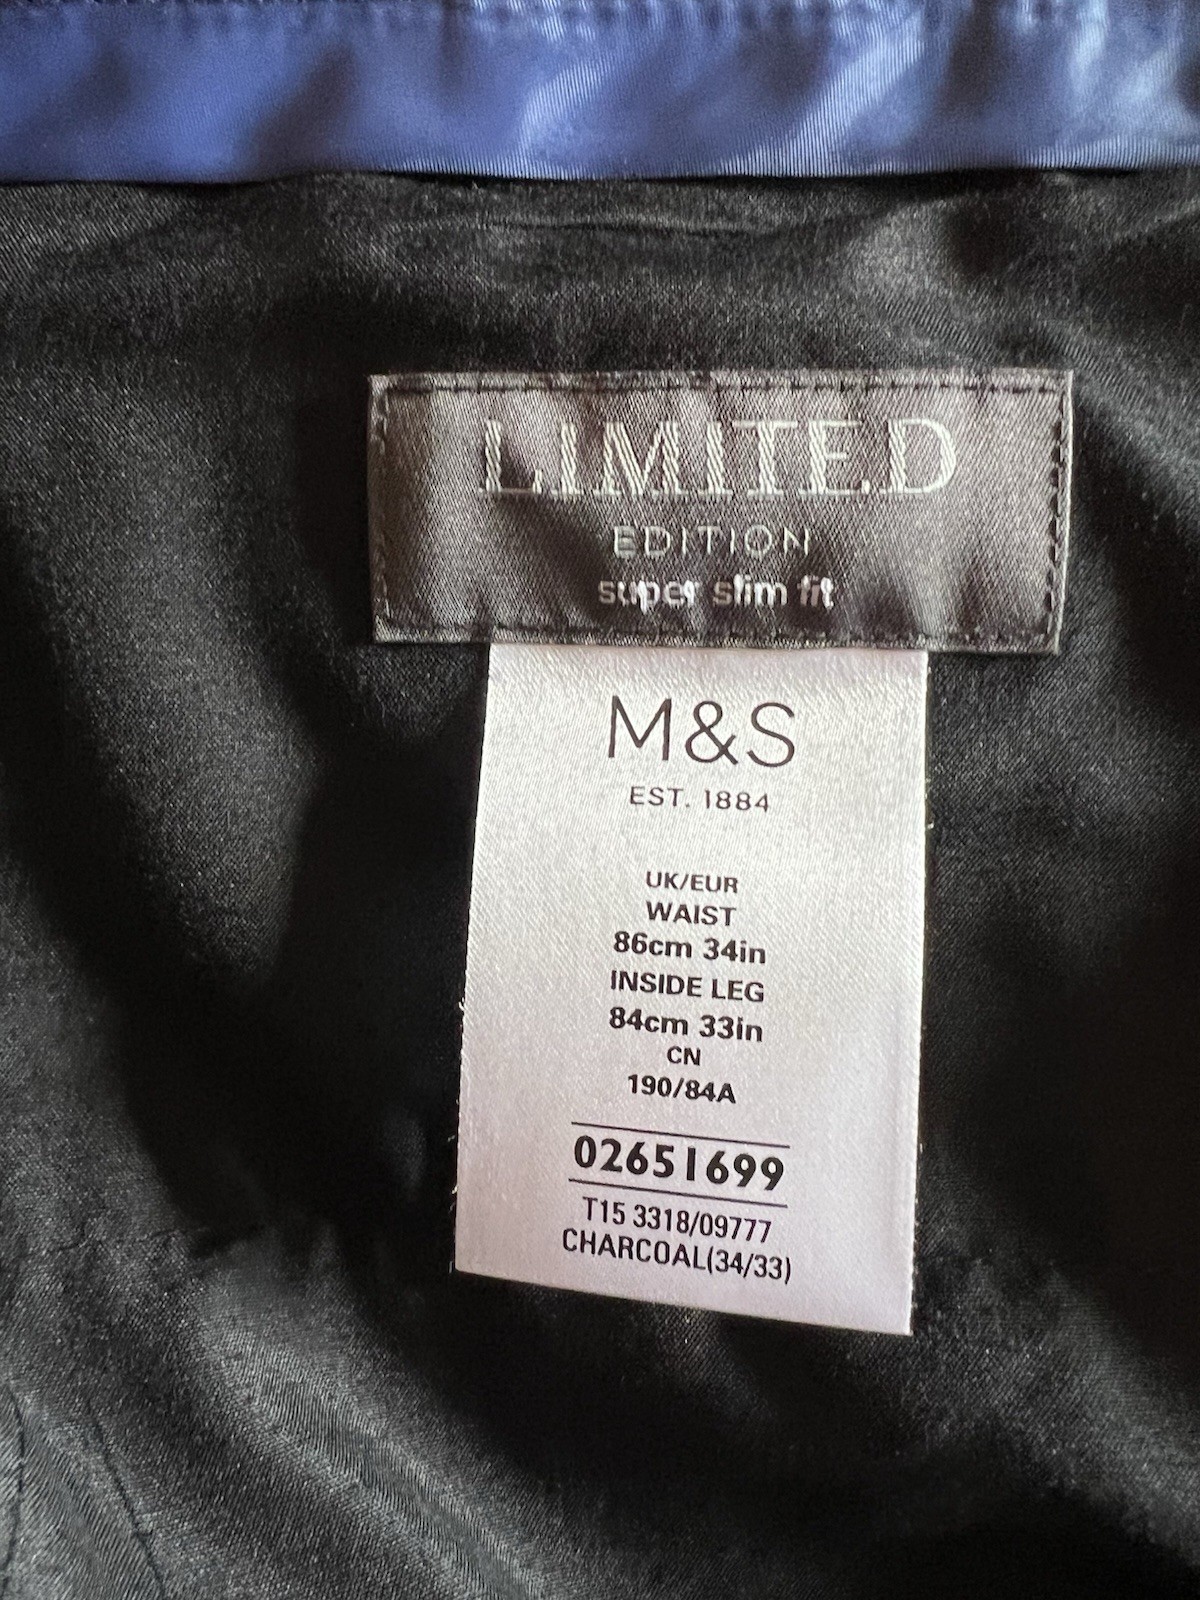 LIMITED
EDITION
super slim fit
M&S
EST. 1884
UK/EUR
WAIST
86cm 34in
INSIDE LEG
84cm 33in
CN
190/84A
02651699
T15 3318/09777
CHARCOAL(34/33)